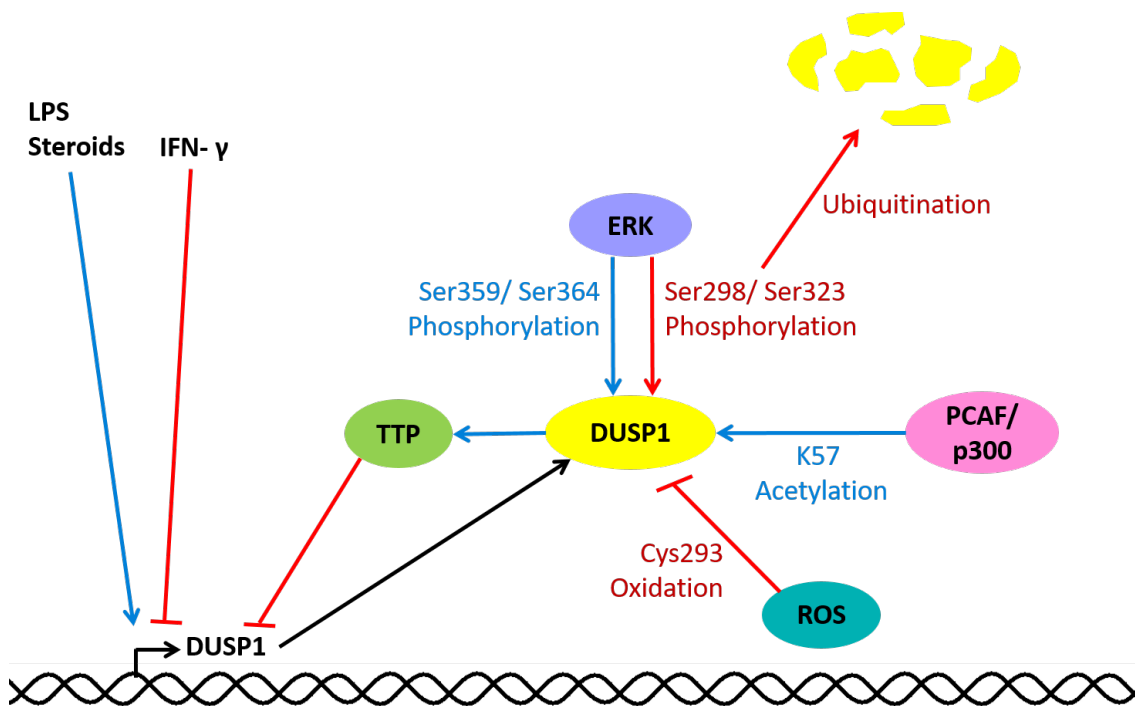 LPS
Steroids
IFN- γ
Ubiquitination
ERK
Ser359/ Ser364
Phosphorylation
Ser298/ Ser323
Phosphorylation
TTP
DUSP1
PCAF/
p300
K57
Acetylation
Cys293
Oxidation
ROS
DUSP1